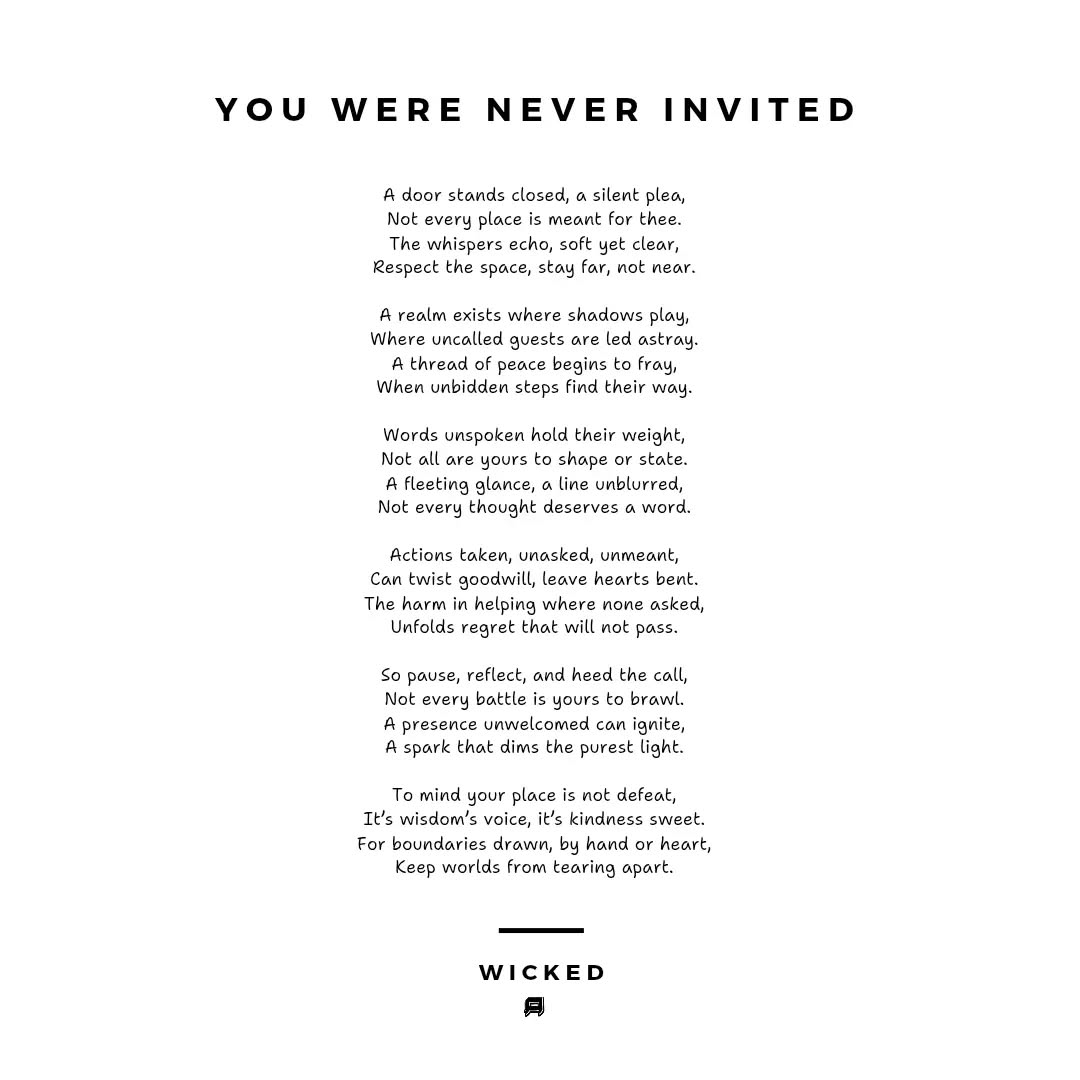 YOU WERE NEVER INVITED
A door stands closed, a silent plea,
Not every place is meant for thee.
The whispers echo, soft yet clear,
Respect the space, stay far, not near.
A realm exists where shadows play,
Where uncalled guests are led astray.
A thread of peace begins to fray,
When unbidden steps find their way.
Words unspoken hold their weight,
Not all are yours to shape or state.
A fleeting glance, a line unblurred,
Not every thought deserves a word.
Actions taken, unasked, unmeant,
Can twist goodwill, leave hearts bent.
The harm in helping where none asked,
Unfolds regret that will not pass.
So pause, reflect, and heed the call,
Not every battle is yours to brawl.
A presence unwelcomed can ignite,
A spark that dims the purest light.
To mind your place is not defeat,
It’s wisdom’s voice, it’s kindness sweet.
For boundaries drawn, by hand or heart,
Keep worlds from tearing apart.
WICKED